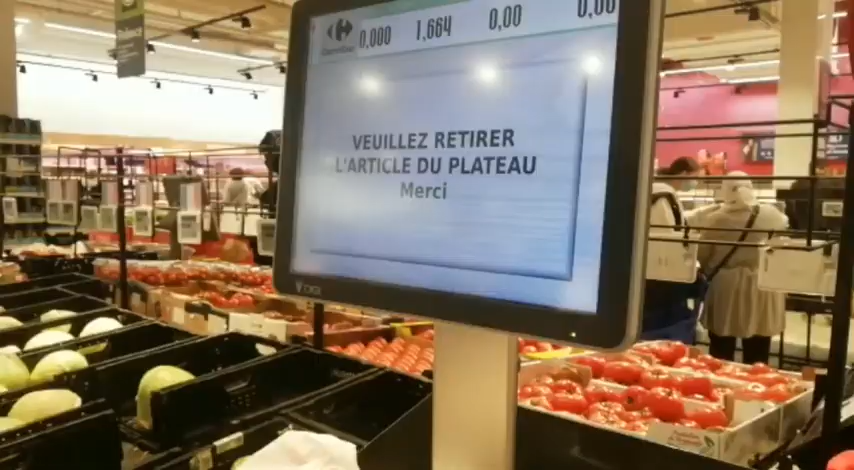 Carrefour
0,000 1,664 0,00 0,00
VEUILLEZ RETIRER
L'ARTICLE DU PLATEAU
Merci